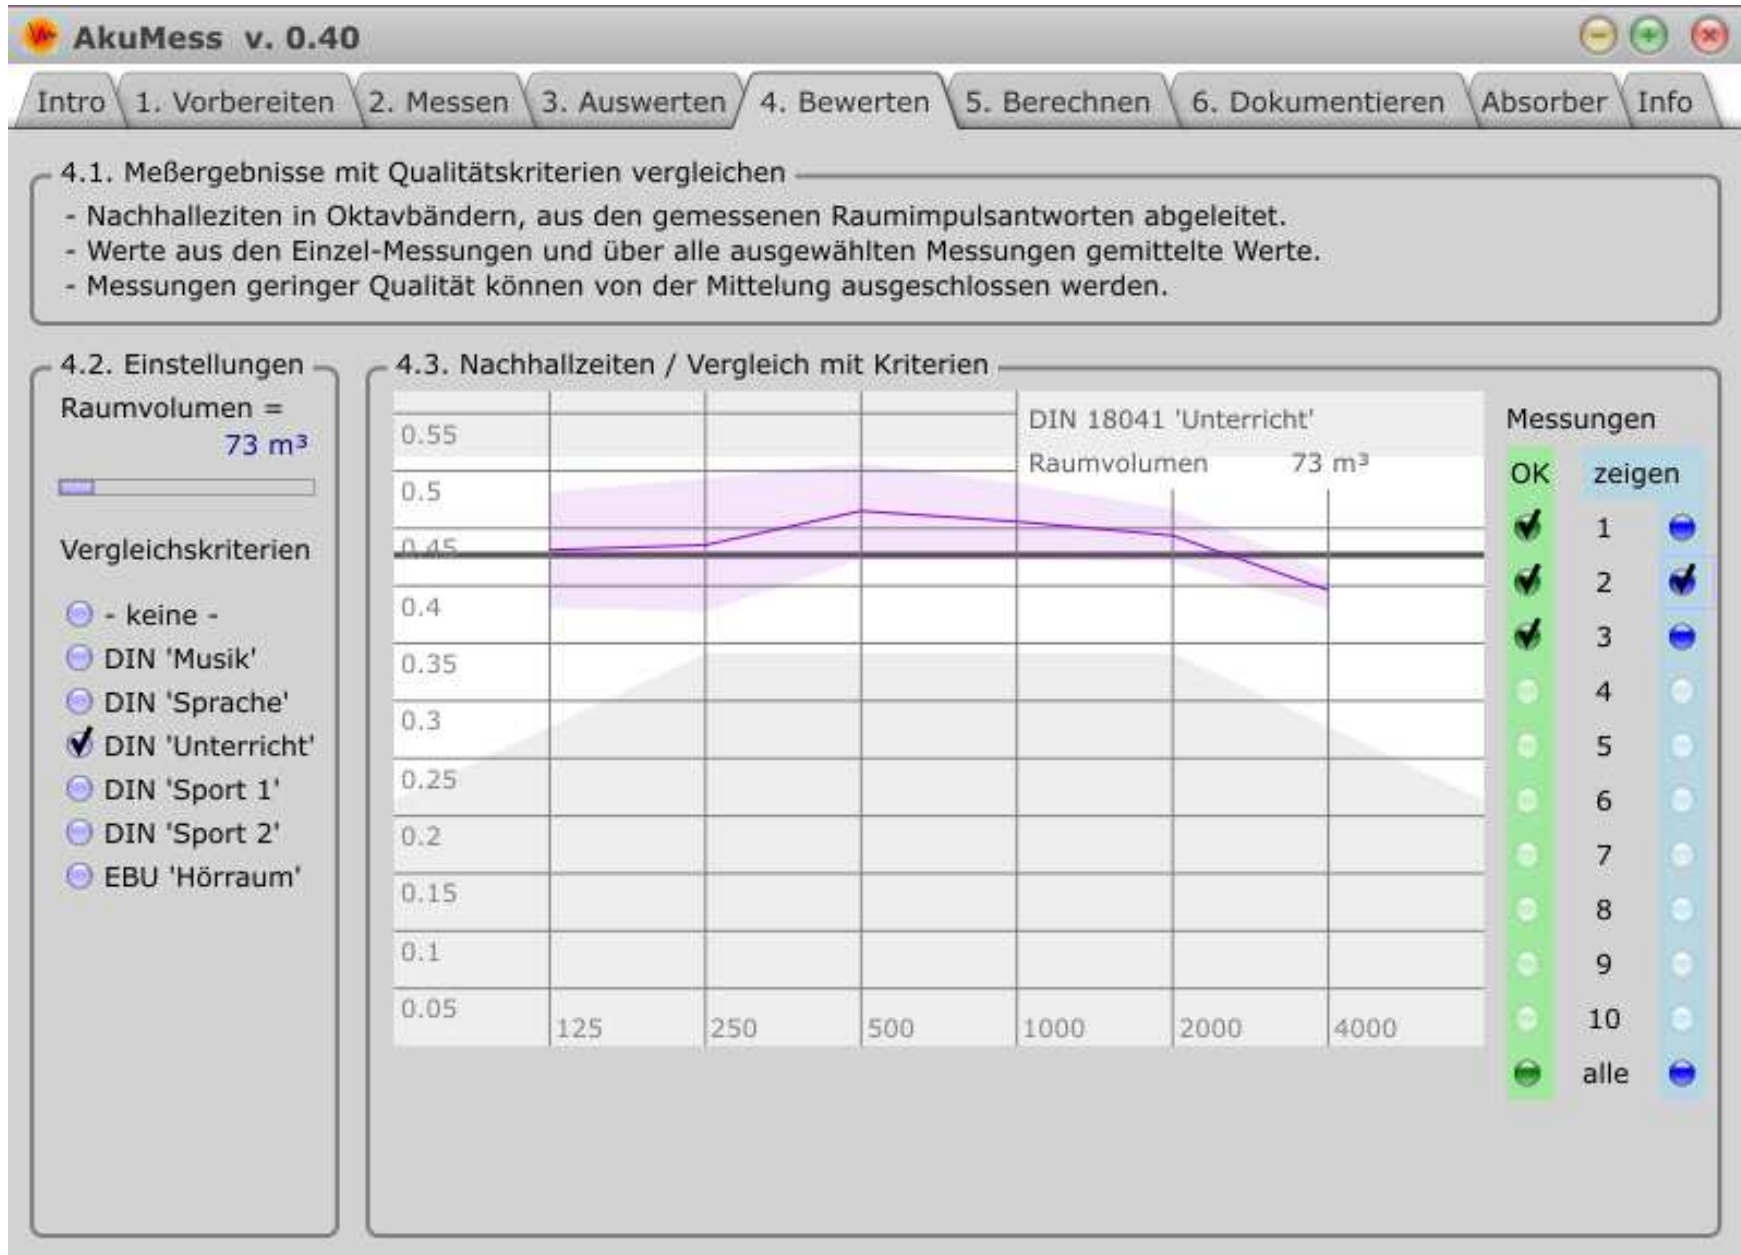 AkuMess v. 0.40
Intro 1. Vorbereiten 2. Messen 3. Auswerten 4. Bewerten 5. Berechnen 6. Dokumentieren Absorber Info
4.1. Meßergebnisse mit Qualitätskriterien vergleichen
- Nachhalleziten in Oktavbändern, aus den gemessenen Raumimpulsantworten abgeleitet.
- Werte aus den Einzel-Messungen und über alle ausgewählten Messungen gemittelte Werte.
- Messungen geringer Qualität können von der Mittelung ausgeschlossen werden.
4.2. Einstellungen
Raumvolumen =
73 m³
Vergleichskriterien
- keine -
DIN 'Musik'
DIN 'Sprache'
DIN 'Unterricht'
DIN 'Sport 1'
DIN 'Sport 2'
EBU 'Hörraum'
4.3. Nachhallzeiten / Vergleich mit Kriterien
DIN 18041 'Unterricht'
Raumvolumen 73 m³
0.55
0.5
0.45
0.4
0.35
0.3
0.25
0.2
0.15
0.1
0.05
125 250 500 1000 2000 4000
Messungen
OK zeigen
1
2
3
4
5
6
7
8
9
10
alle